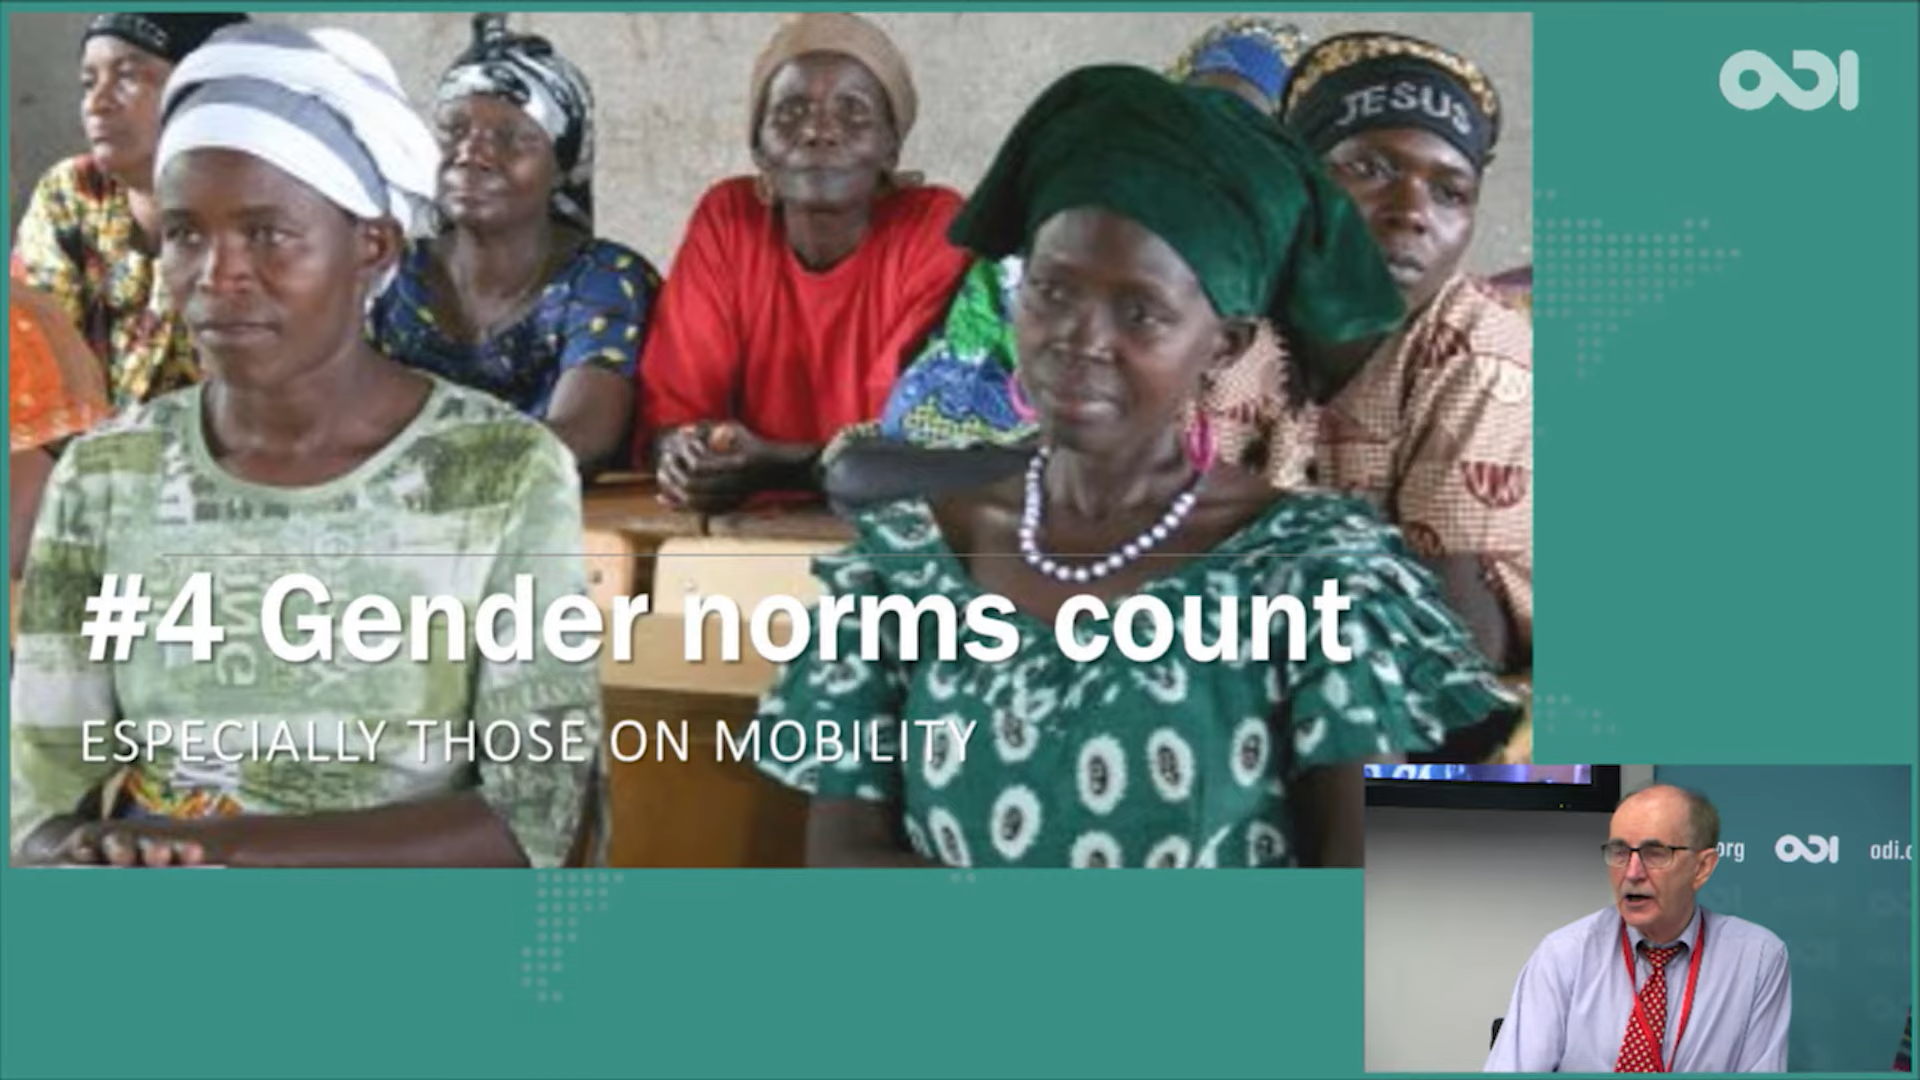 ODI
JESUS
#4 Gender norms count
ESPECIALLY THOSE ON MOBILITY
org
ODI
odi.o